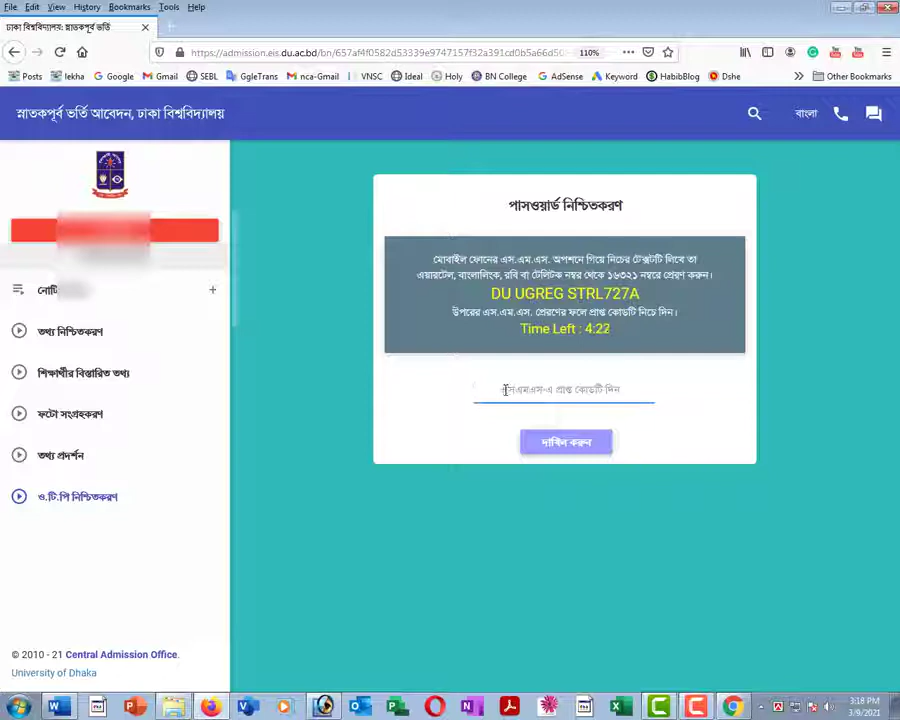 File Edit View History Bookmarks Tools Help
ঢাকা বিশ্ববিদ্যালয়: স্নাতকপূর্ব ভর্তি
https://admission.eis.du.ac.bd/bn/657af4f0582d53339e9747157f32a391cd0b5a66d50 110%
Posts lekha Google Gmail SEBL GgleTrans nca-Gmail VNSC Ideal Holy BN College AdSense Keyword HabibBlog Dshe Other Bookmarks
স্নাতকপূর্ব ভর্তি আবেদন, ঢাকা বিশ্ববিদ্যালয় বাংলা
পাসওয়ার্ড নিশ্চিতকরণ
মোবাইল ফোনের এস.এম.এস. অপশনে গিয়ে নিচের টেক্সটটি লিবে তা
এয়ারটেল, বাংলালিংক, রবি বা টেলিটক নম্বর থেকে ১৬৩২১ নম্বরে প্রেরণ করুন।
DU UGREG STRL727A
উপরের এস.এম.এস. প্রেরণের ফলে প্রাপ্ত কোডটি নিচে দিন।
Time Left : 4:22
এসএমএস-এ প্রাপ্ত কোডটি দিন
দাখিল করুন
নোটি
তথ্য নিশ্চিতকরণ
শিক্ষার্থীর বিস্তারিত তথ্য
ফটো সংগ্রহকরণ
তথ্য প্রদর্শন
ও.টি.পি নিশ্চিতকরণ
© 2010 - 21 Central Admission Office.
University of Dhaka
3:18 PM
3/9/2021